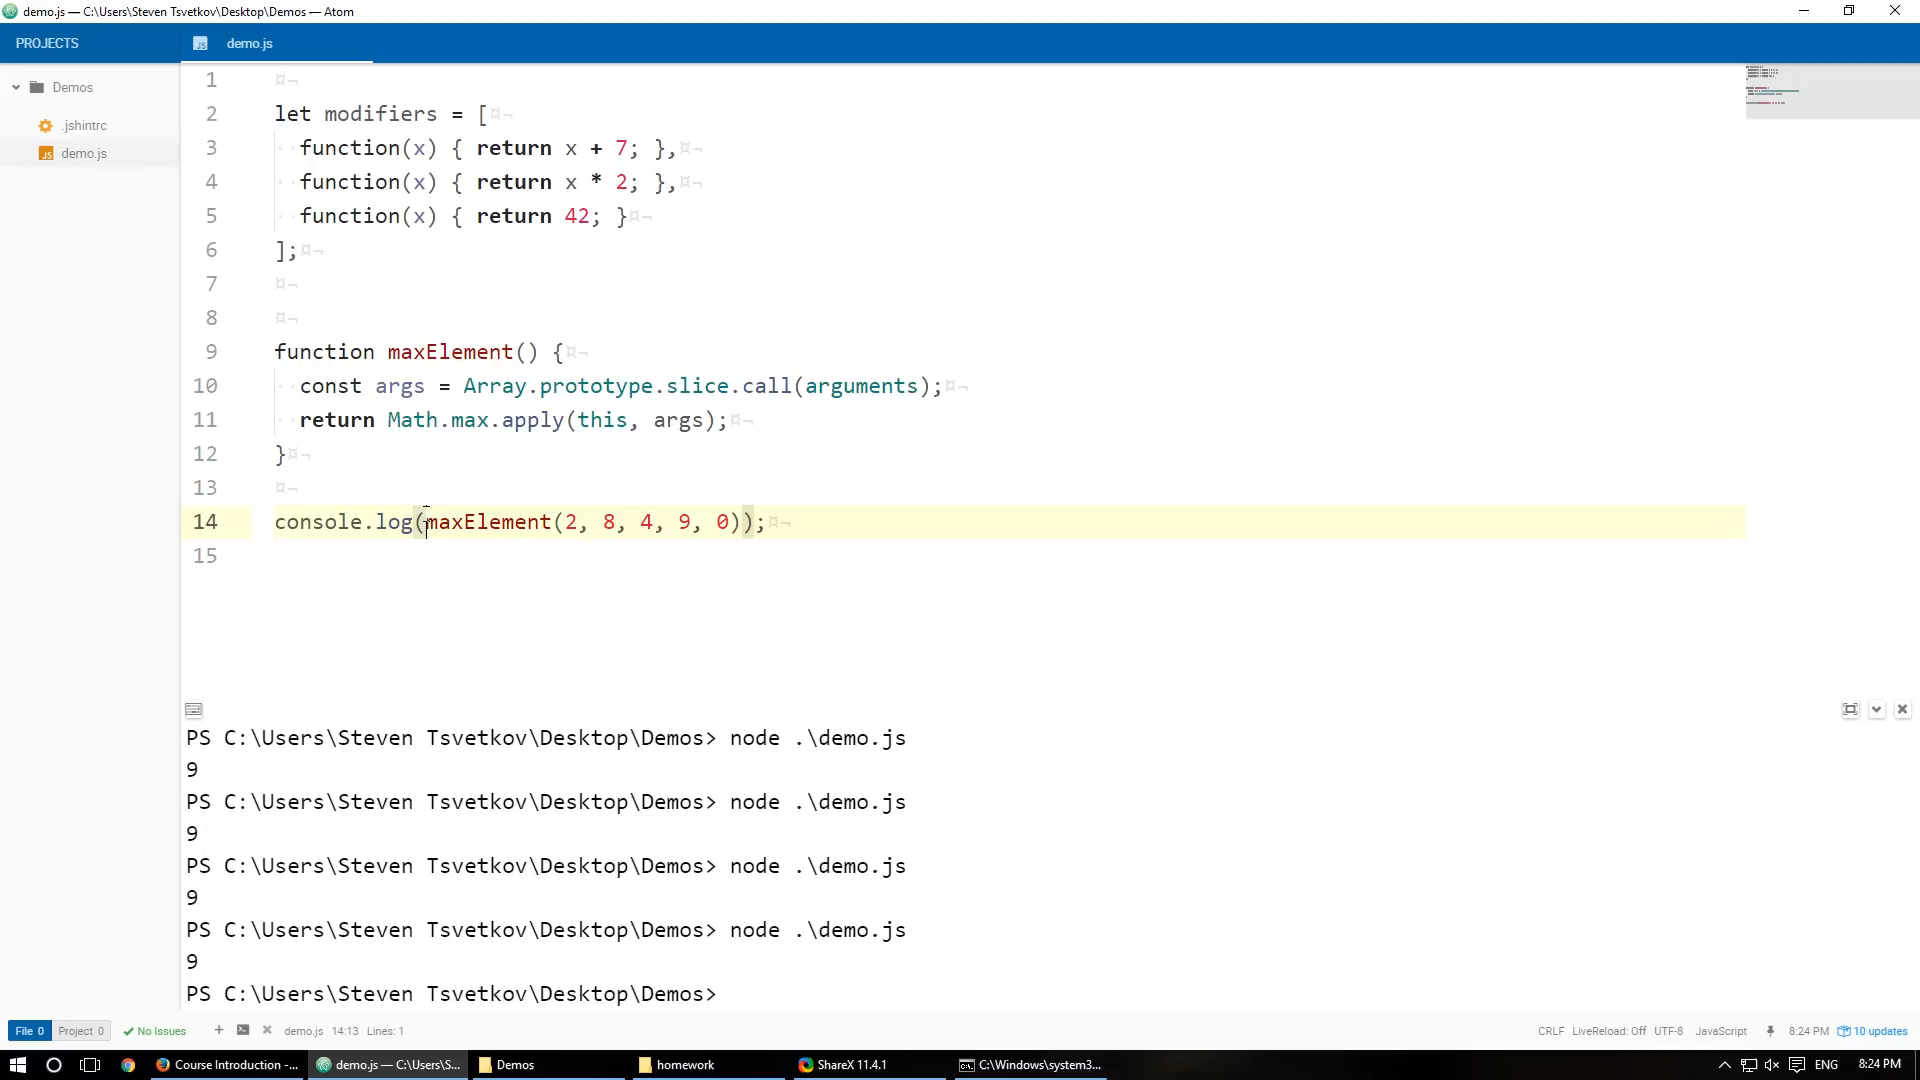 demo.js — C:\Users\Steven Tsvetkov\Desktop\Demos — Atom
PROJECTS
demo.js
Demos
.jshintrc
demo.js
1
2 let modifiers = [
3 function(x) { return x + 7; },
4 function(x) { return x * 2; },
5 function(x) { return 42; }
6 ];
7
8
9 function maxElement() {
10 const args = Array.prototype.slice.call(arguments);
11 return Math.max.apply(this, args);
12 }
13
14 console.log(maxElement(2, 8, 4, 9, 0));
15
PS C:\Users\Steven Tsvetkov\Desktop\Demos> node .\demo.js
9
PS C:\Users\Steven Tsvetkov\Desktop\Demos> node .\demo.js
9
PS C:\Users\Steven Tsvetkov\Desktop\Demos> node .\demo.js
9
PS C:\Users\Steven Tsvetkov\Desktop\Demos> node .\demo.js
9
PS C:\Users\Steven Tsvetkov\Desktop\Demos>
File 0 Project 0 No Issues demo.js 14:13 Lines: 1 CRLF LiveReload: Off UTF-8 JavaScript 8:24 PM 10 updates
Course Introduction -... demo.js — C:\Users\S... Demos homework ShareX 11.4.1 C:\Windows\system3... ENG 8:24 PM